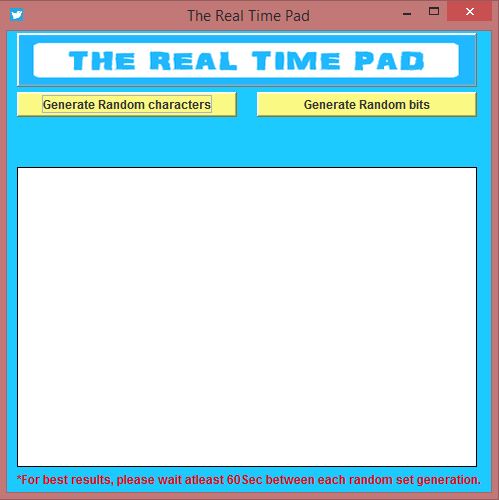 The Real Time Pad
THE REAL TIME PAD
Generate Random characters
Generate Random bits
*For best results, please wait atleast 60Sec between each random set generation.